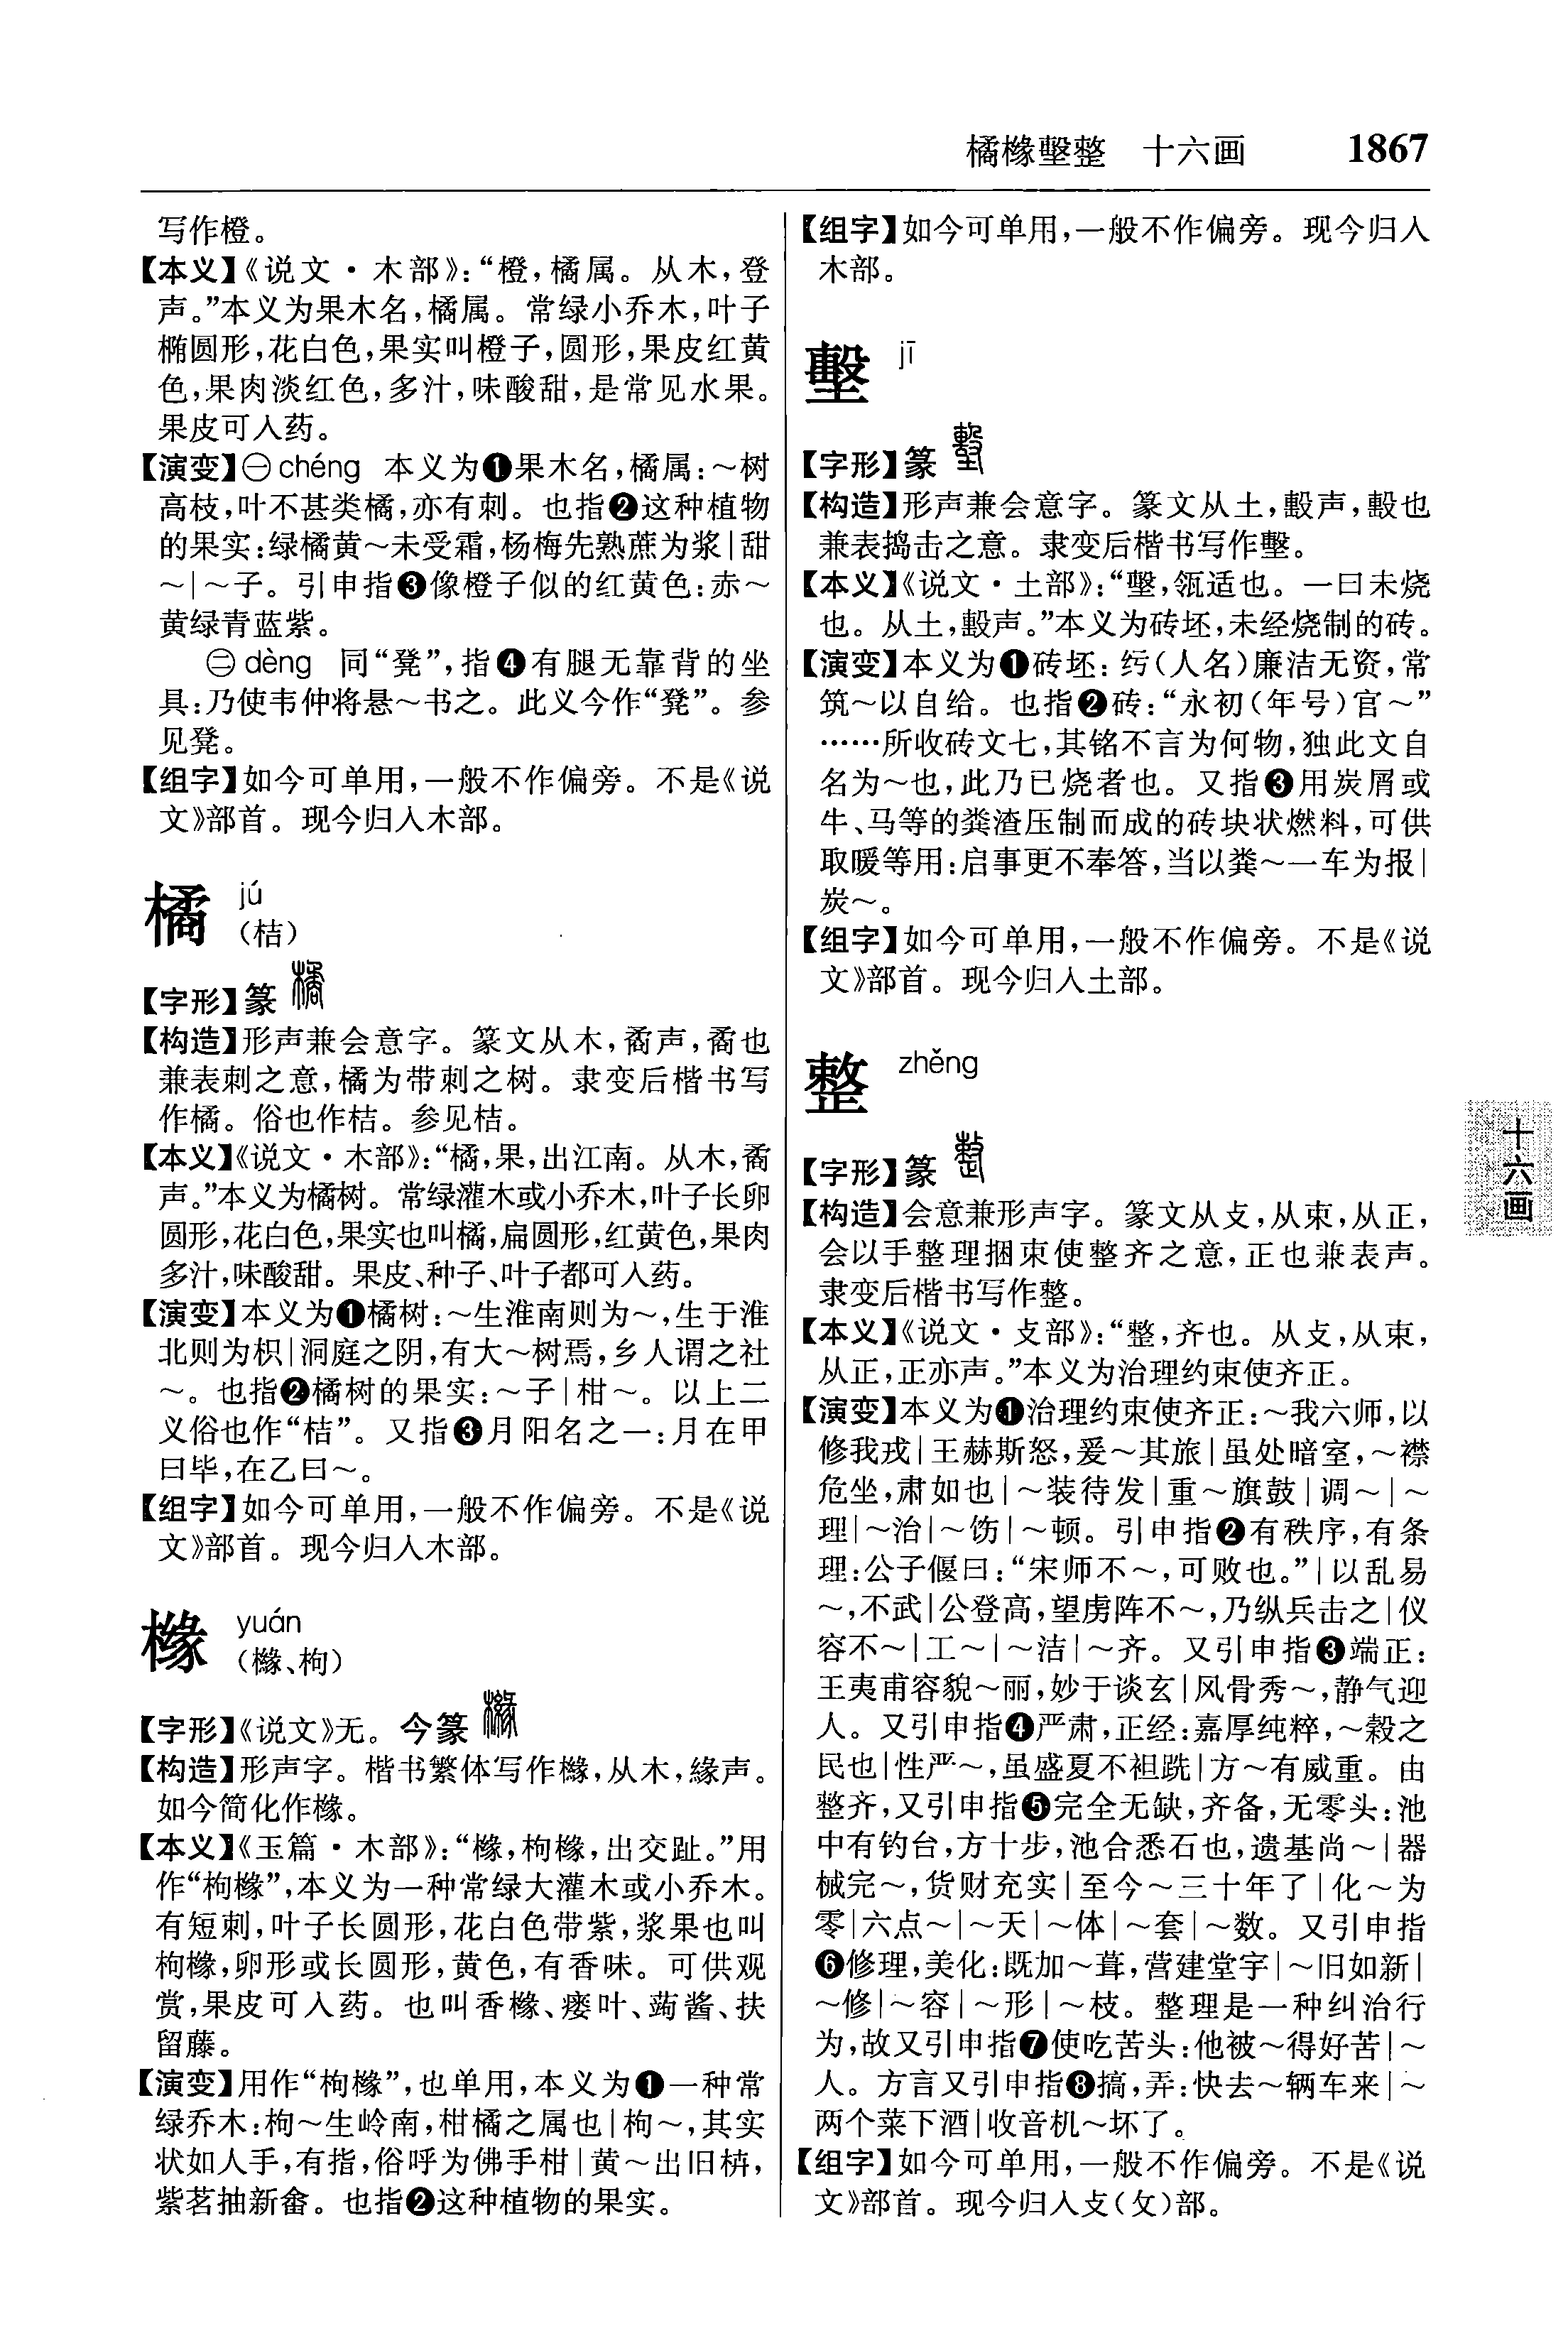 橘橼墼整　十六画　1867
写作橙。
【本义】《说文·木部》：“橙，橘属。从木，登
声。”本义为果木名，橘属。常绿小乔木，叶子
椭圆形，花白色，果实叫橙子，圆形，果皮红黄
色，果肉淡红色，多汁，味酸甜，是常见水果。
果皮可入药。
【演变】㊀chéng 本义为❶果木名，橘属：～树
高枝，叶不甚类橘，亦有刺。也指❷这种植物
的果实：绿橘黄～未受霜，杨梅先熟蔗为浆|甜
～|～子。引申指❸像橙子似的红黄色：赤～
黄绿青蓝紫。
㊁dèng 同“凳”，指❹有腿无靠背的坐
具：乃使韦仲将悬～书之。此义今作“凳”。参
见凳。
【组字】如今可单用，一般不作偏旁。不是《说
文》部首。现今归入木部。
橘 jú
（桔）
【字形】篆
【构造】形声兼会意字。篆文从木，矞声，矞也
兼表刺之意，橘为带刺之树。隶变后楷书写
作橘。俗也作桔。参见桔。
【本义】《说文·木部》：“橘，果，出江南。从木，矞
声。”本义为橘树。常绿灌木或小乔木，叶子长卵
圆形，花白色，果实也叫橘，扁圆形，红黄色，果肉
多汁，味酸甜。果皮、种子、叶子都可入药。
【演变】本义为❶橘树：～生淮南则为～，生于淮
北则为枳|洞庭之阴，有大～树焉，乡人谓之社
～。也指❷橘树的果实：～子|柑～。以上二
义俗也作“桔”。又指❸月阳名之一：月在甲
曰毕，在乙曰～。
【组字】如今可单用，一般不作偏旁。不是《说
文》部首。现今归入木部。
橼 yuán
（櫞、枸）
【字形】《说文》无。今篆
【构造】形声字。楷书繁体写作櫞，从木，緣声。
如今简化作橼。
【本义】《玉篇·木部》：“櫞，枸櫞，出交趾。”用
作“枸橼”，本义为一种常绿大灌木或小乔木。
有短刺，叶子长圆形，花白色带紫，浆果也叫
枸橼，卵形或长圆形，黄色，有香味。可供观
赏，果皮可入药。也叫香橼、蒌叶、蒟酱、扶
留藤。
【演变】用作“枸橼”，也单用，本义为❶一种常
绿乔木：枸～生岭南，柑橘之属也|枸～，其实
状如人手，有指，俗呼为佛手柑|黄～出旧栟，
紫茗抽新畬。也指❷这种植物的果实。
【组字】如今可单用，一般不作偏旁。现今归入
木部。
墼 jī
【字形】篆
【构造】形声兼会意字。篆文从土，毄声，毄也
兼表捣击之意。隶变后楷书写作墼。
【本义】《说文·土部》：“墼，瓴适也。一曰未烧
也。从土，毄声。”本义为砖坯，未经烧制的砖。
【演变】本义为❶砖坯：纡（人名）廉洁无资，常
筑～以自给。也指❷砖：“永初（年号）官～”
……所收砖文七，其铭不言为何物，独此文自
名为～也，此乃已烧者也。又指❸用炭屑或
牛、马等的粪渣压制而成的砖块状燃料，可供
取暖等用：启事更不奉答，当以粪～一车为报|
炭～。
【组字】如今可单用，一般不作偏旁。不是《说
文》部首。现今归入土部。
整 zhěng
【字形】篆
【构造】会意兼形声字。篆文从攴，从束，从正，
会以手整理捆束使整齐之意，正也兼表声。
隶变后楷书写作整。
【本义】《说文·攴部》：“整，齐也。从攴，从束，
从正，正亦声。”本义为治理约束使齐正。
【演变】本义为❶治理约束使齐正：～我六师，以
修我戎|王赫斯怒，爰～其旅|虽处暗室，～襟
危坐，肃如也|～装待发|重～旗鼓|调～|～
理|～治|～饬|～顿。引申指❷有秩序，有条
理：公子偃曰：“宋师不～，可败也。”|以乱易
～，不武|公登高，望虏阵不～，乃纵兵击之|仪
容不～|工～|～洁|～齐。又引申指❸端正：
王夷甫容貌～丽，妙于谈玄|风骨秀～，静气迎
人。又引申指❹严肃，正经：嘉厚纯粹，～榖之
民也|性严～，虽盛夏不袒跣|方～有威重。由
整齐，又引申指❺完全无缺，齐备，无零头：池
中有钓台，方十步，池合悉石也，遗基尚～|器
械完～，货财充实|至今～三十年了|化～为
零|六点～|～天|～体|～套|～数。又引申指
❻修理，美化：既加～葺，营建堂宇|～旧如新|
～修|～容|～形|～枝。整理是一种纠治行
为，故又引申指❼使吃苦头：他被～得好苦|～
人。方言又引申指❽搞，弄：快去～辆车来|～
两个菜下酒|收音机～坏了。
【组字】如今可单用，一般不作偏旁。不是《说
文》部首。现今归入攴（攵）部。
十六画